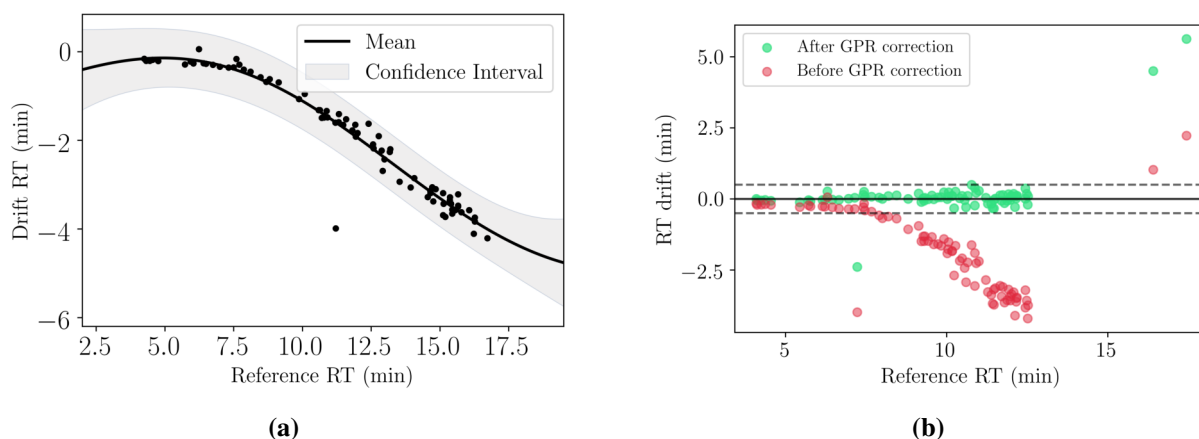 0
−2
−4
−6
Drift RT (min)
Mean
Confidence Interval
2.5 5.0 7.5 10.0 12.5 15.0 17.5
Reference RT (min)
(a)
5.0
2.5
0.0
−2.5
RT drift (min)
After GPR correction
Before GPR correction
5 10 15
Reference RT (min)
(b)